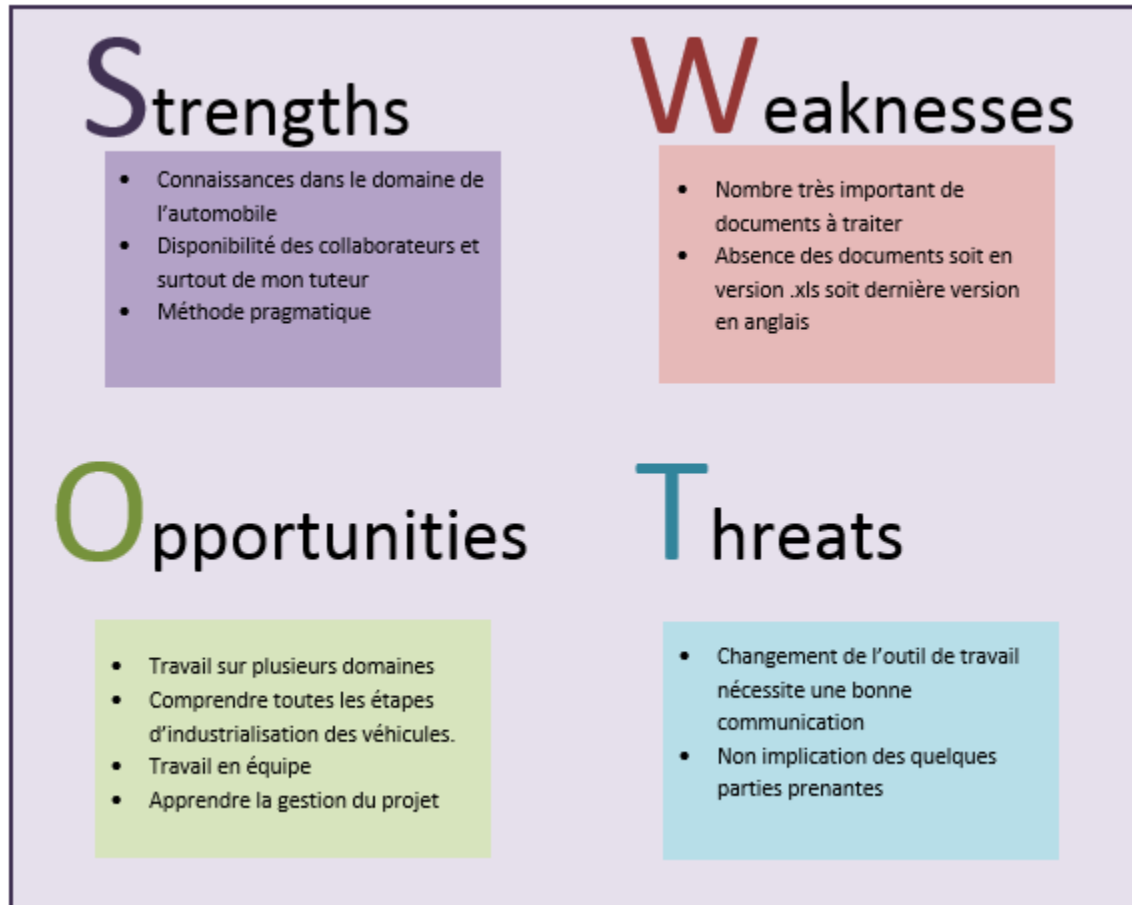 Strengths
• Connaissances dans le domaine de
l'automobile
• Disponibilité des collaborateurs et
surtout de mon tuteur
• Méthode pragmatique
Weaknesses
• Nombre très important de
documents à traiter
• Absence des documents soit en
version .xls soit dernière version
en anglais
Opportunities
• Travail sur plusieurs domaines
• Comprendre toutes les étapes
d'industrialisation des véhicules.
• Travail en équipe
• Apprendre la gestion du projet
Threats
• Changement de l'outil de travail
nécessite une bonne
communication
• Non implication des quelques
parties prenantes